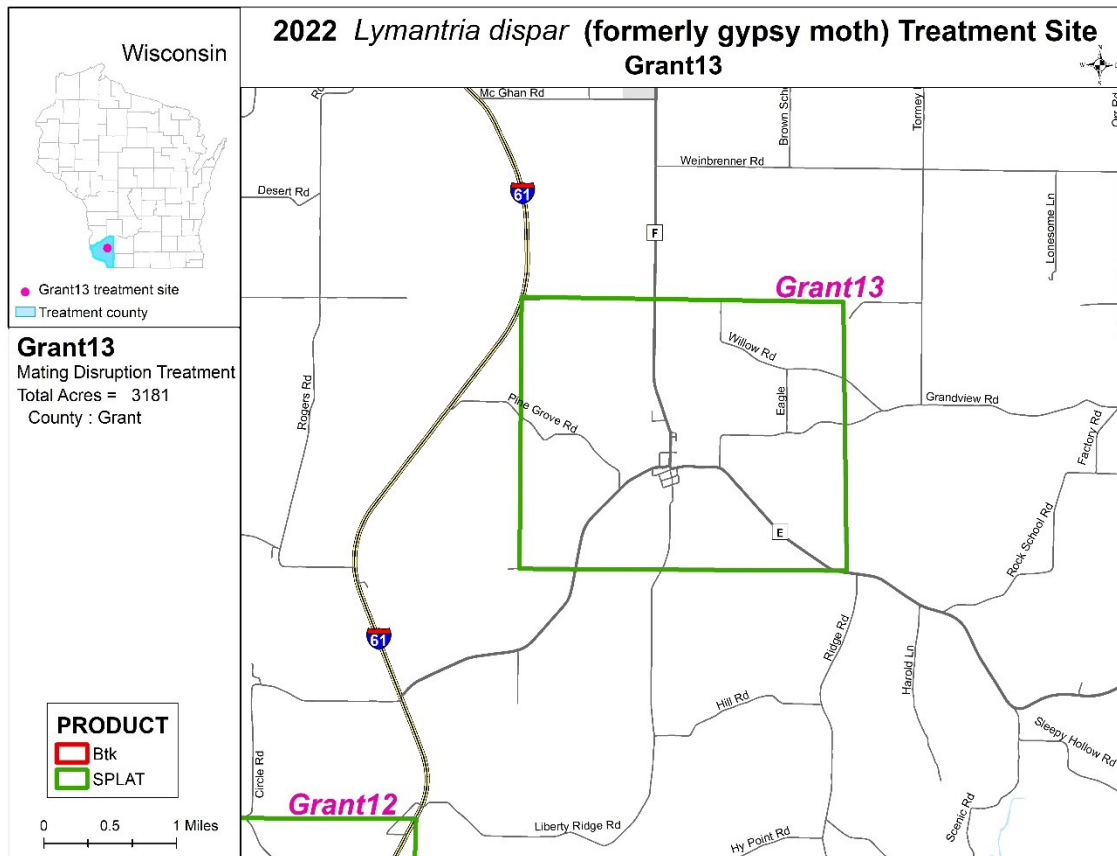 2022 Lymantria dispar (formerly gypsy moth) Treatment Site
Grant13
Wisconsin
Grant13 treatment site
Treatment county
Grant13
Mating Disruption Treatment
Total Acres = 3181
County : Grant
PRODUCT
Btk
SPLAT
0 0.5 1 Miles
Mc Ghan Rd
Brown Sch
Tormey
Weinbrenner Rd
Desert Rd
61
Lonesome Ln
F
Grant13
Willow Rd
Rogers Rd
Pine Grove Rd
Eagle
Grandview Rd
Factory Rd
E
Rock School Rd
61
Ridge Rd
Harold Ln
Hill Rd
Sleepy Hollow Rd
Circle Rd
Grant12
Liberty Ridge Rd
Hy Point Rd
Scenic Rd